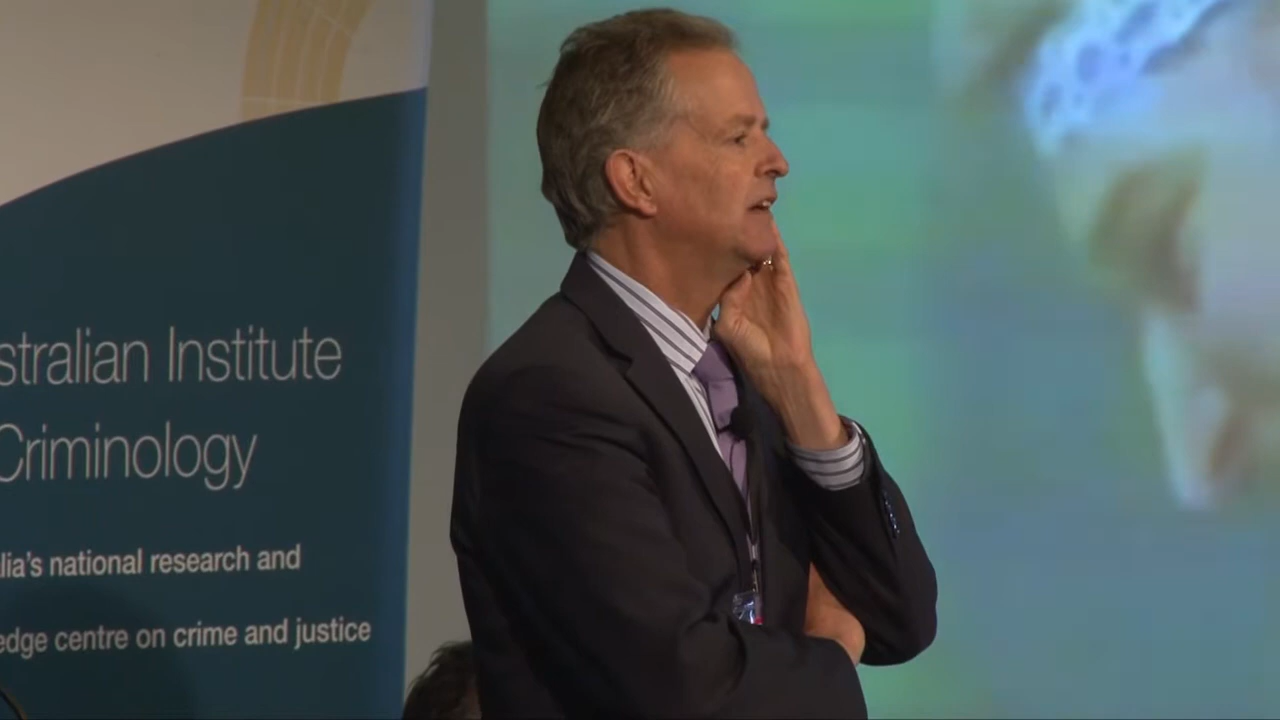 stralian Institute
Criminology
lia's national research and
edge centre on crime and justice